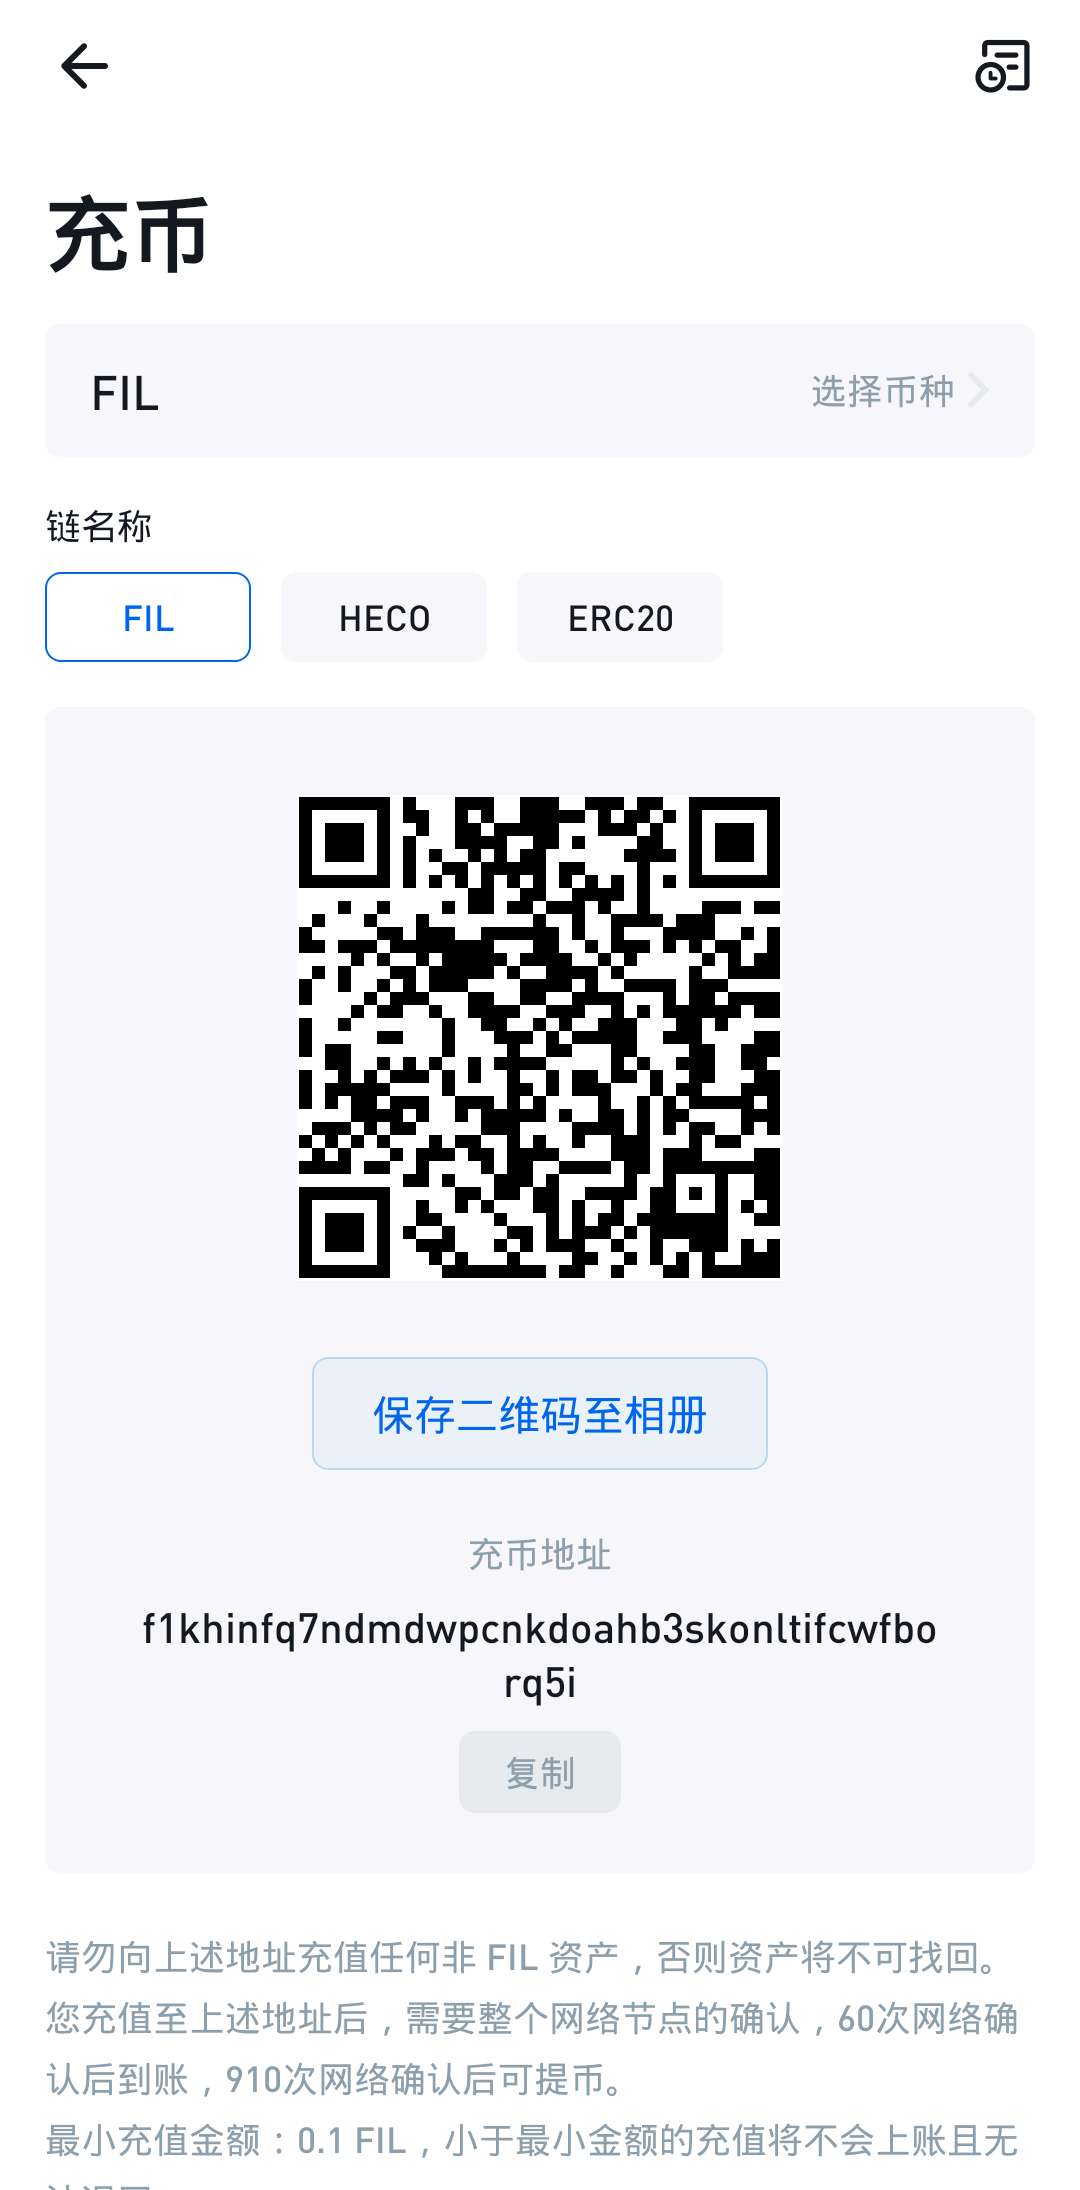 充币
FIL 选择币种
链名称
FIL HECO ERC20
保存二维码至相册
充币地址
f1khinfq7ndmdwpcnkdoahb3skonltifcwfbo
rq5i
复制
请勿向上述地址充值任何非 FIL 资产，否则资产将不可找回。
您充值至上述地址后，需要整个网络节点的确认，60次网络确
认后到账，910次网络确认后可提币。
最小充值金额：0.1 FIL，小于最小金额的充值将不会上账且无